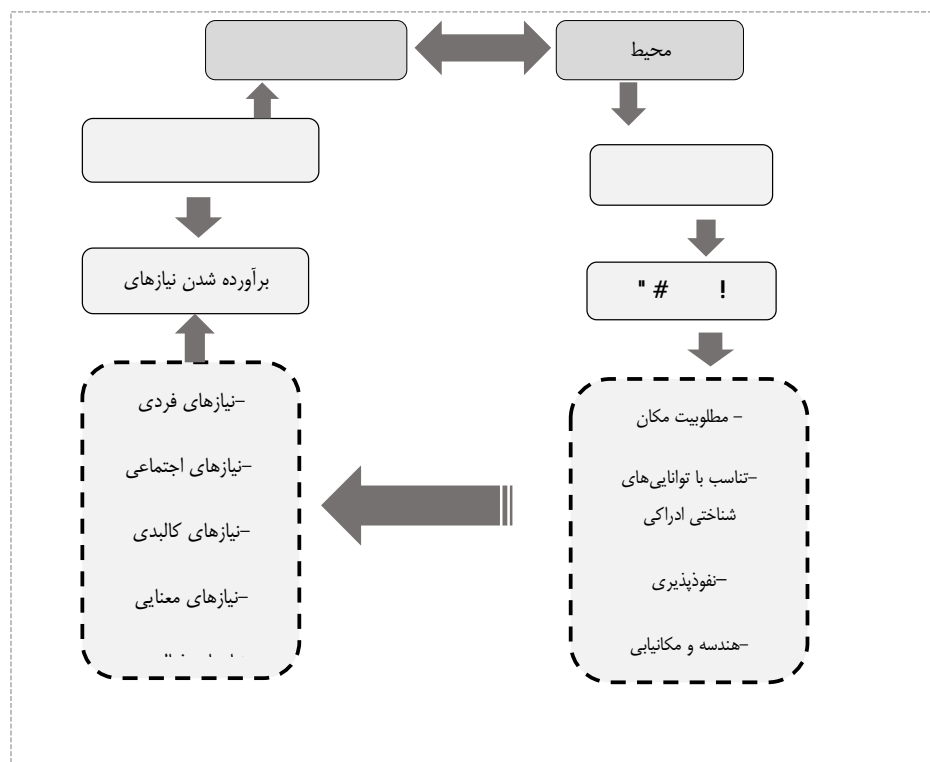 محیط
برآورده شدن نیازهای
! # "
– مطلوبیت مکان
–تناسب با توانایی‌های
شناختی ادراکی
–نفوذپذیری
–هندسه و مکانیابی
–نیازهای فردی
–نیازهای اجتماعی
–نیازهای کالبدی
–نیازهای معنایی